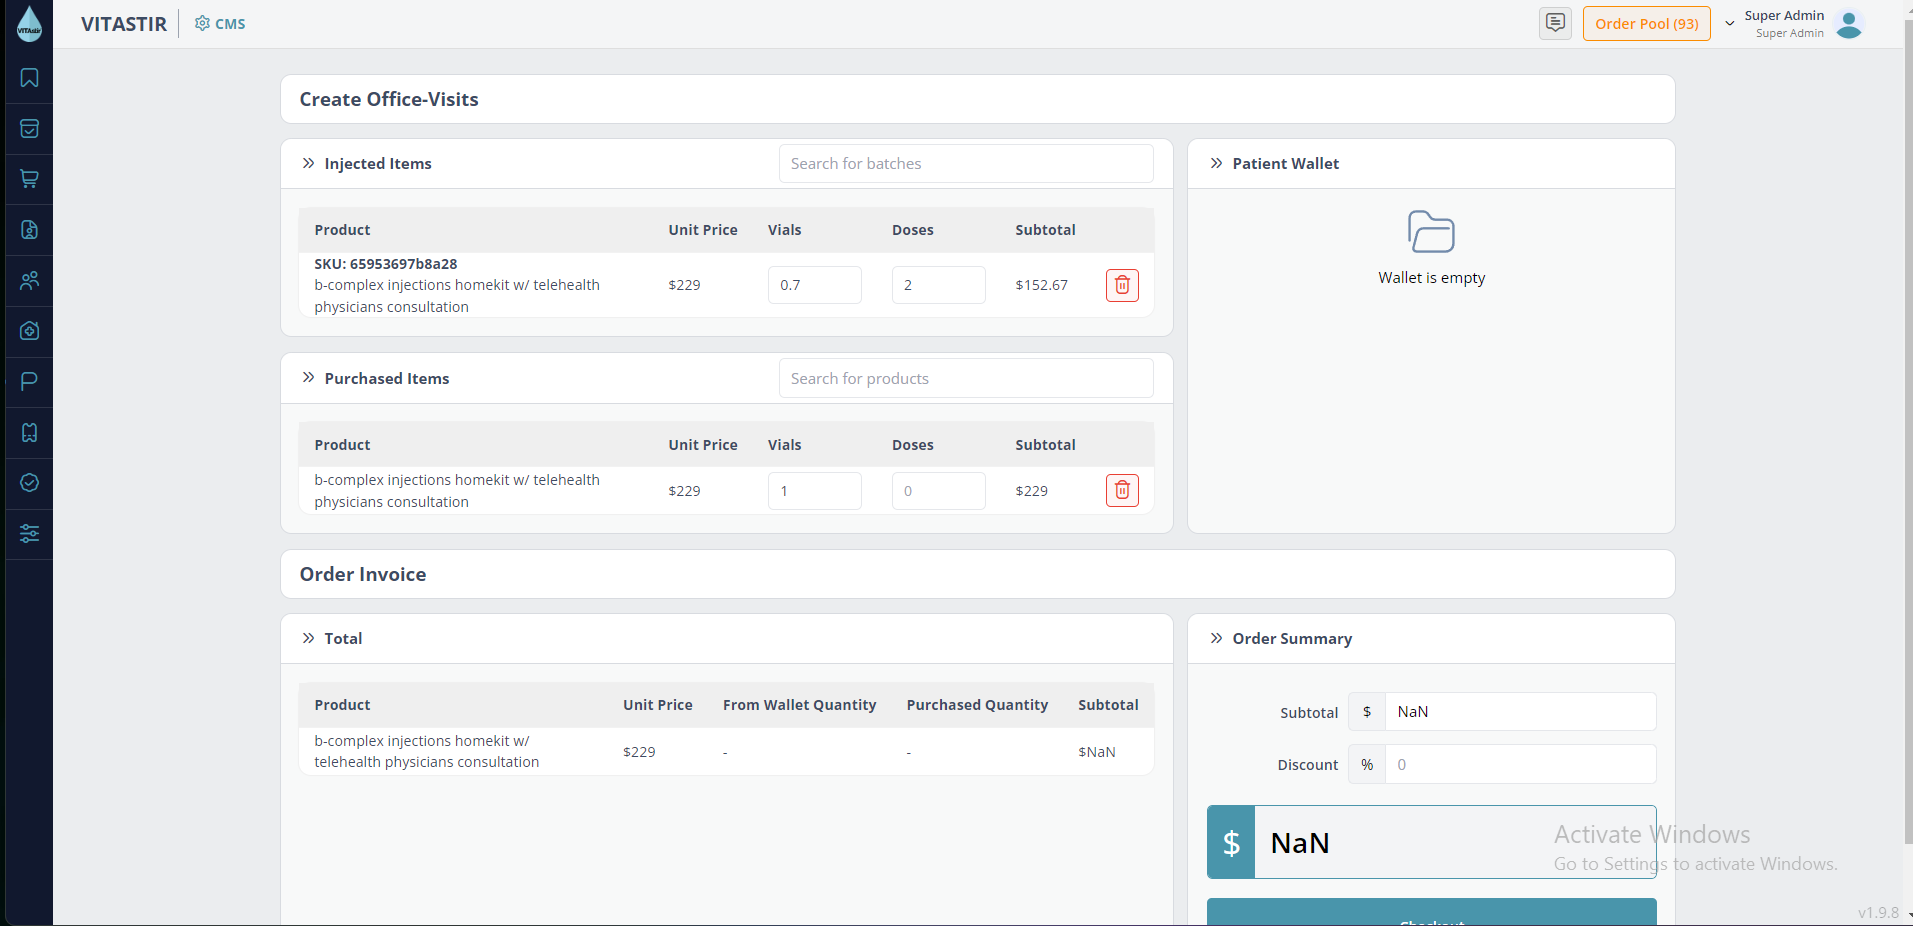 VITAstir
VITASTIR
CMS
Order Pool (93)
Super Admin
Super Admin
Create Office-Visits
Injected Items
Search for batches
Patient Wallet
Product Unit Price Vials Doses Subtotal
SKU: 65953697b8a28
b-complex injections homekit w/ telehealth
physicians consultation
$229 0.7 2 $152.67
Wallet is empty
Purchased Items
Search for products
Product Unit Price Vials Doses Subtotal
b-complex injections homekit w/ telehealth
physicians consultation
$229 1 0 $229
Order Invoice
Total
Order Summary
Product Unit Price From Wallet Quantity Purchased Quantity Subtotal
b-complex injections homekit w/
telehealth physicians consultation
$229 - - $NaN
Subtotal $ NaN
Discount % 0
$ NaN
Checkout
Activate Windows
Go to Settings to activate Windows.
v1.9.8